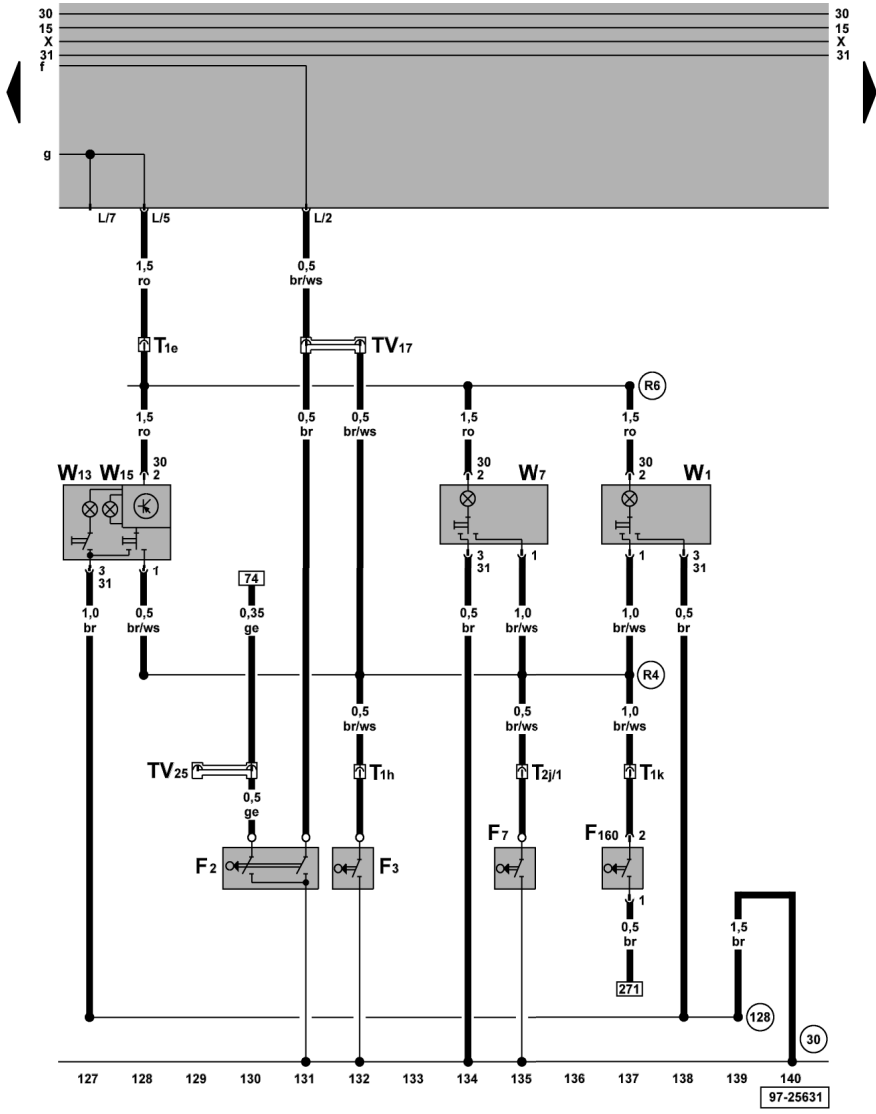 30 30
15 15
X X
31 31
f
g
L/7 L/5 L/2
1,5 0,5
ro br/ws
T1e TV17
R6
1,5 0,5 0,5 1,5 1,5
ro br br/ws ro ro
W13 W15 30 30 W7 30 W1
2 2 2
3 1 3 1 1 3
31 31 31
74
1,0 0,5 0,35 0,5 1,0 1,0 0,5
br br/ws ge br br/ws br/ws br
R4
0,5 0,5 1,0
br/ws br/ws br/ws
TV25 T1h T2j/1 T1k
0,5
ge
F2 F3 F7 F160 2
1
0,5 1,5
br br
271
128
30
127 128 129 130 131 132 133 134 135 136 137 138 139 140
97-25631